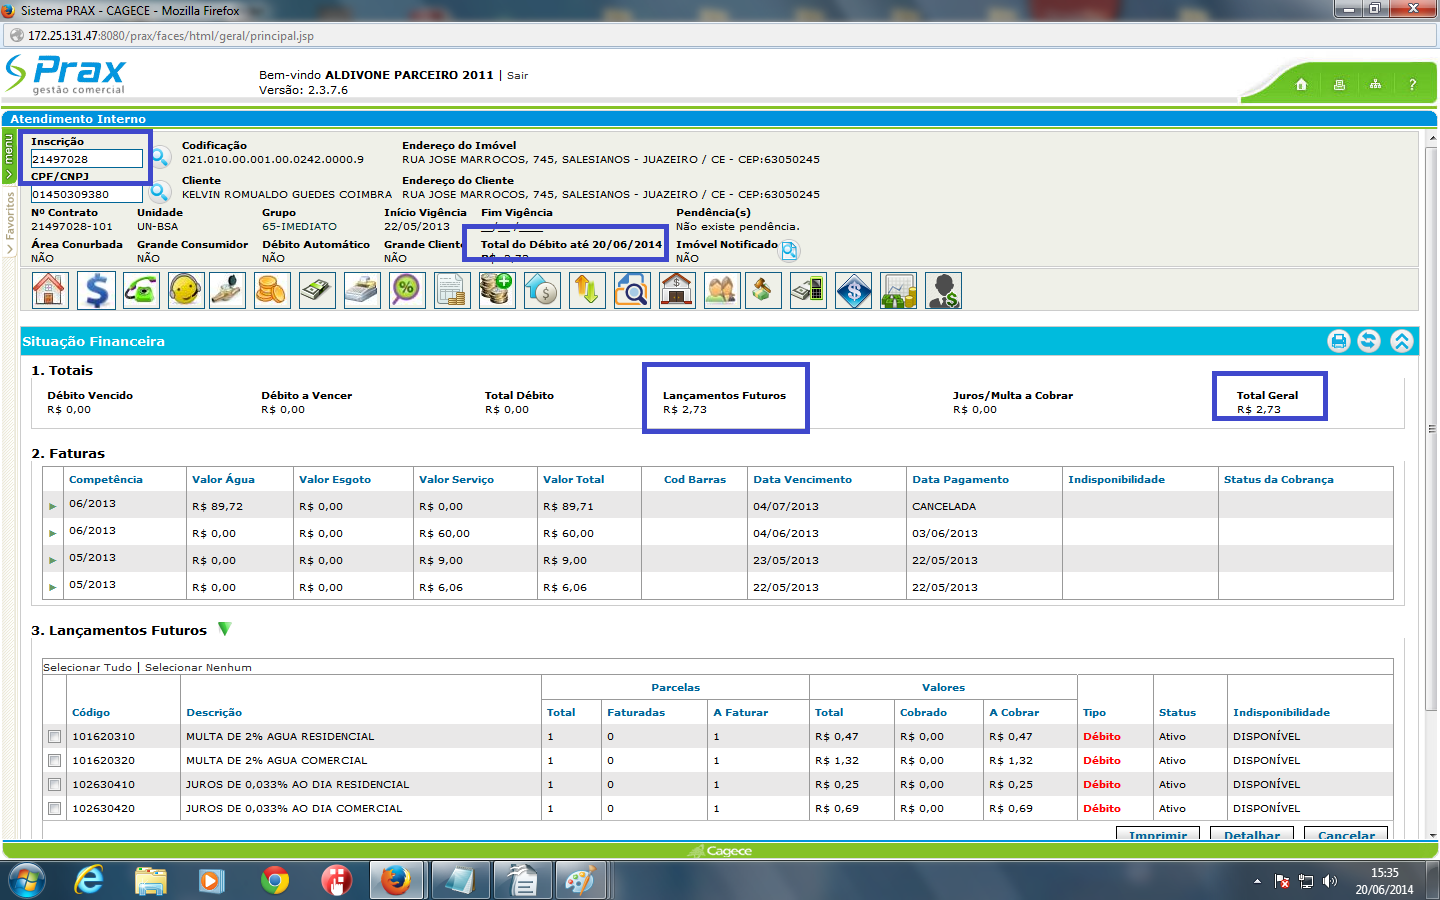 Sistema PRAX - CAGECE - Mozilla Firefox
172.25.131.47:8080/prax/faces/html/geral/principal.jsp
Prax
gestão comercial
Bem-vindo ALDIVONE PARCEIRO 2011 | Sair
Versão: 2.3.7.6
?
Atendimento Interno
menu
Favoritos
Inscrição Codificação Endereço do Imóvel
21497028 021.010.00.001.00.0242.0000.9 RUA JOSE MARROCOS, 745, SALESIANOS - JUAZEIRO / CE - CEP:63050245
CPF/CNPJ Cliente Endereço do Cliente
01450309380 KELVIN ROMUALDO GUEDES COIMBRA RUA JOSE MARROCOS, 745, SALESIANOS - JUAZEIRO / CE - CEP:63050245
Nº Contrato Unidade Grupo Início Vigência Fim Vigência Pendência(s)
21497028-101 UN-BSA 65-IMEDIATO 22/05/2013 __/__/____ Não existe pendência.
Área Conurbada Grande Consumidor Débito Automático Grande Cliente Total do Débito até 20/06/2014 Imóvel Notificado
NÃO NÃO NÃO NÃO R$ 2,73 NÃO
Situação Financeira
1. Totais
Débito Vencido Débito a Vencer Total Débito Lançamentos Futuros Juros/Multa a Cobrar Total Geral
R$ 0,00 R$ 0,00 R$ 0,00 R$ 2,73 R$ 0,00 R$ 2,73
2. Faturas
Competência Valor Água Valor Esgoto Valor Serviço Valor Total Cod Barras Data Vencimento Data Pagamento Indisponibilidade Status da Cobrança
06/2013 R$ 89,72 R$ 0,00 R$ 0,00 R$ 89,71 04/07/2013 CANCELADA
06/2013 R$ 0,00 R$ 0,00 R$ 60,00 R$ 60,00 04/06/2013 03/06/2013
05/2013 R$ 0,00 R$ 0,00 R$ 9,00 R$ 9,00 23/05/2013 22/05/2013
05/2013 R$ 0,00 R$ 0,00 R$ 6,06 R$ 6,06 22/05/2013 22/05/2013
3. Lançamentos Futuros
Selecionar Tudo | Selecionar Nenhum
Parcelas Valores
Código Descrição Total Faturadas A Faturar Total Cobrado A Cobrar Tipo Status Indisponibilidade
101620310 MULTA DE 2% AGUA RESIDENCIAL 1 0 1 R$ 0,47 R$ 0,00 R$ 0,47 Débito Ativo DISPONÍVEL
101620320 MULTA DE 2% AGUA COMERCIAL 1 0 1 R$ 1,32 R$ 0,00 R$ 1,32 Débito Ativo DISPONÍVEL
102630410 JUROS DE 0,033% AO DIA RESIDENCIAL 1 0 1 R$ 0,25 R$ 0,00 R$ 0,25 Débito Ativo DISPONÍVEL
102630420 JUROS DE 0,033% AO DIA COMERCIAL 1 0 1 R$ 0,69 R$ 0,00 R$ 0,69 Débito Ativo DISPONÍVEL
Imprimir Detalhar Cancelar
Cagece
15:35
20/06/2014